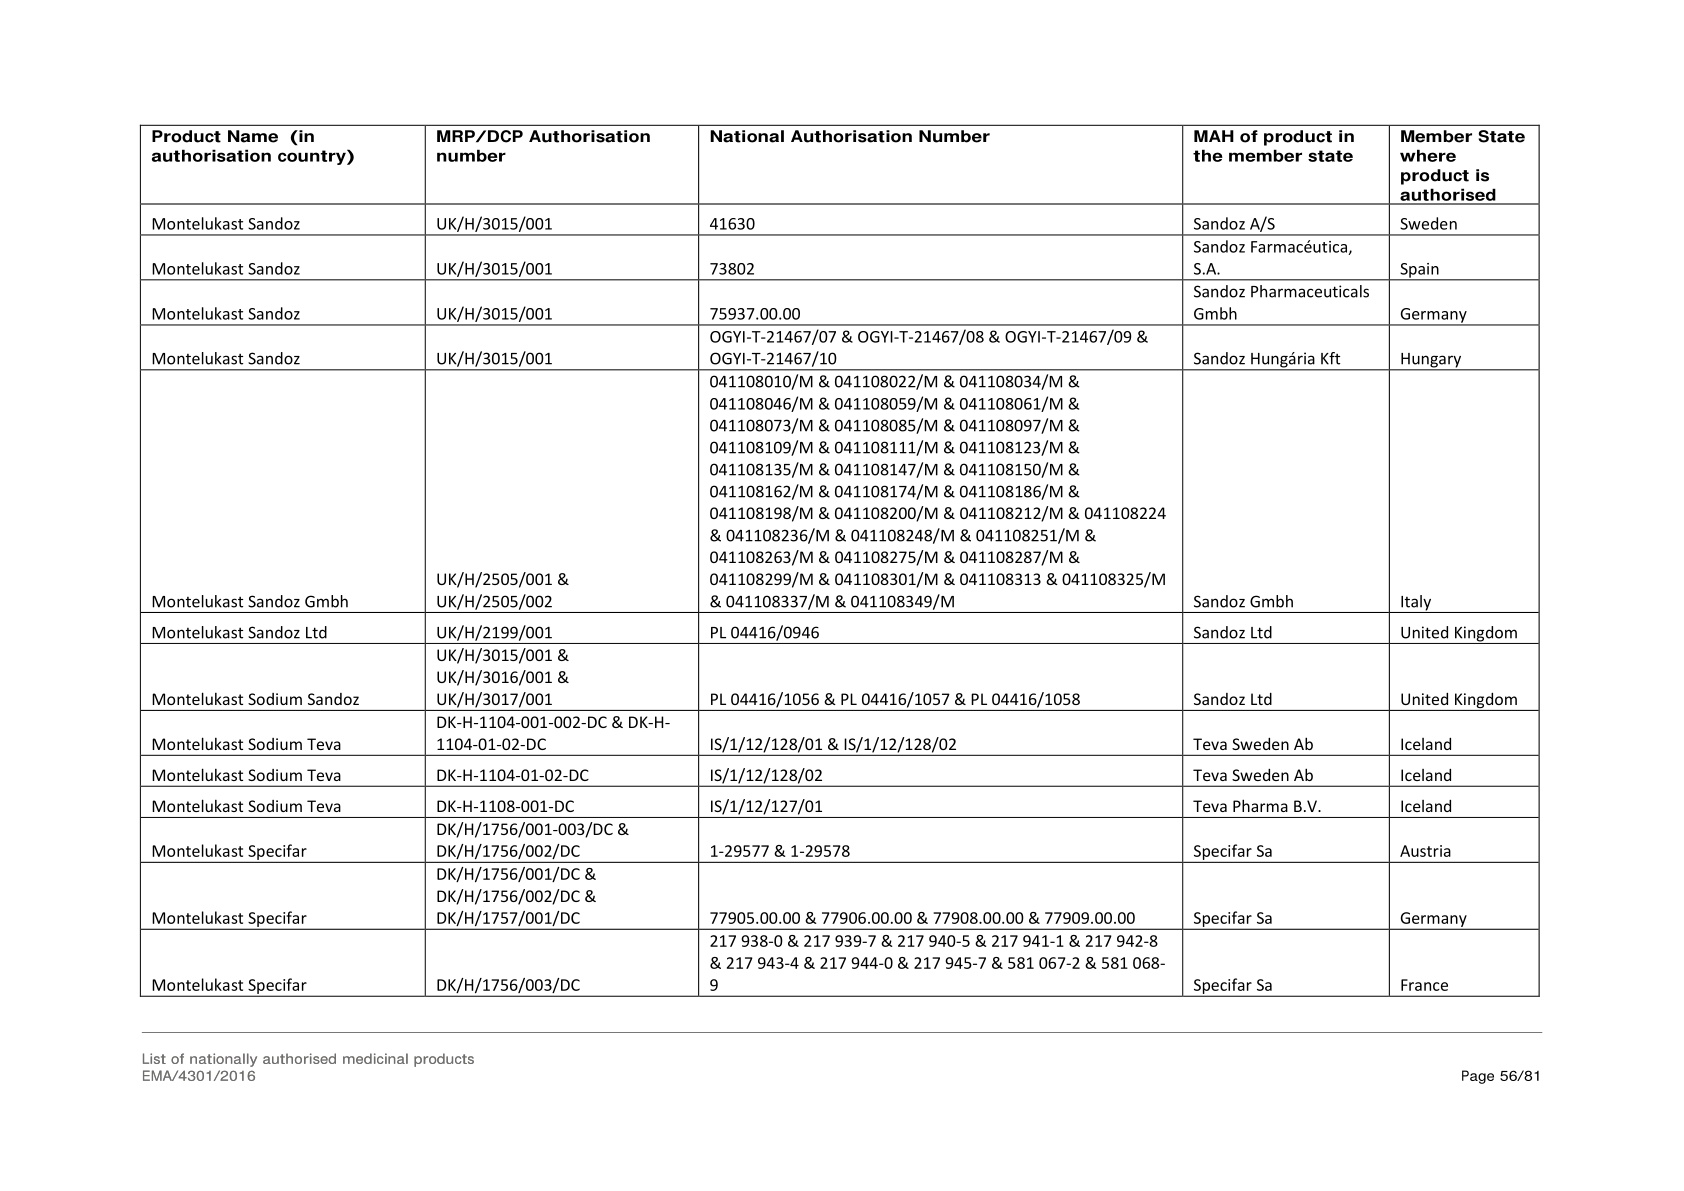 Product Name  (in authorisation country)
MRP/DCP Authorisation number
National Authorisation Number
MAH of product in the member state
Member State where product is authorised
Montelukast Sandoz
UK/H/3015/001
41630
Sandoz A/S
Sweden
Montelukast Sandoz
UK/H/3015/001
73802
Sandoz Farmacéutica,
S.A.
Spain
Montelukast Sandoz
UK/H/3015/001
75937.00.00
Sandoz Pharmaceuticals
Gmbh
Germany
Montelukast Sandoz
UK/H/3015/001
OGYI-T-21467/07 & OGYI-T-21467/08 & OGYI-T-21467/09 &
OGYI-T-21467/10
Sandoz Hungária Kft
Hungary
Montelukast Sandoz Gmbh
UK/H/2505/001 &
UK/H/2505/002
041108010/M & 041108022/M & 041108034/M &
041108046/M & 041108059/M & 041108061/M &
041108073/M & 041108085/M & 041108097/M &
041108109/M & 041108111/M & 041108123/M &
041108135/M & 041108147/M & 041108150/M &
041108162/M & 041108174/M & 041108186/M &
041108198/M & 041108200/M & 041108212/M & 041108224
& 041108236/M & 041108248/M & 041108251/M &
041108263/M & 041108275/M & 041108287/M &
041108299/M & 041108301/M & 041108313 & 041108325/M
& 041108337/M & 041108349/M
Sandoz Gmbh
Italy
Montelukast Sandoz Ltd
UK/H/2199/001
PL 04416/0946
Sandoz Ltd
United Kingdom
Montelukast Sodium Sandoz
UK/H/3015/001 &
UK/H/3016/001 &
UK/H/3017/001
PL 04416/1056 & PL 04416/1057 & PL 04416/1058
Sandoz Ltd
United Kingdom
Montelukast Sodium Teva
DK-H-1104-001-002-DC & DK-H-
1104-01-02-DC
IS/1/12/128/01 & IS/1/12/128/02
Teva Sweden Ab
Iceland
Montelukast Sodium Teva
DK-H-1104-01-02-DC
IS/1/12/128/02
Teva Sweden Ab
Iceland
Montelukast Sodium Teva
DK-H-1108-001-DC
IS/1/12/127/01
Teva Pharma B.V.
Iceland
Montelukast Specifar
DK/H/1756/001-003/DC &
DK/H/1756/002/DC
1-29577 & 1-29578
Specifar Sa
Austria
Montelukast Specifar
DK/H/1756/001/DC &
DK/H/1756/002/DC &
DK/H/1757/001/DC
77905.00.00 & 77906.00.00 & 77908.00.00 & 77909.00.00
Specifar Sa
Germany
Montelukast Specifar
DK/H/1756/003/DC
217 938-0 & 217 939-7 & 217 940-5 & 217 941-1 & 217 942-8
& 217 943-4 & 217 944-0 & 217 945-7 & 581 067-2 & 581 068-
9
Specifar Sa
France
List of nationally authorised medicinal products
EMA/4301/2016
Page 56/81